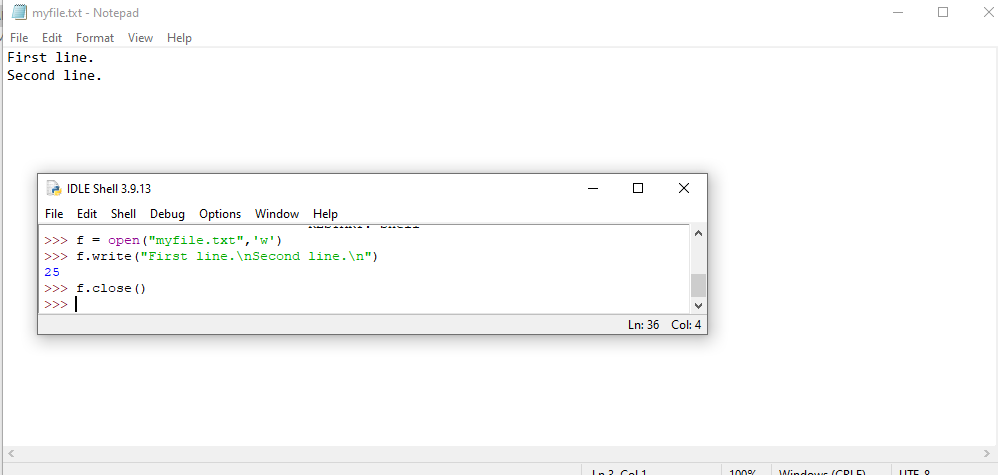 myfile.txt - Notepad
File Edit Format View Help
First line.
Second line.
IDLE Shell 3.9.13
File Edit Shell Debug Options Window Help
>>> f = open("myfile.txt",'w')
>>> f.write("First line.\nSecond line.\n")
25
>>> f.close()
>>>
Ln: 36 Col: 4
Ln 3, Col 1 100% Windows (CRLF) UTF-8